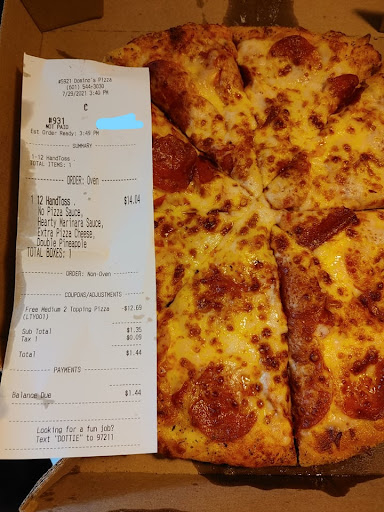 #5921 Domino's Pizza
(601) 544-3030
7/29/2021 3:40 PM
C
#931
NOT PAID
Est Order Ready: 3:49 PM
SUMMARY
1 12 HandToss .
TOTAL ITEMS: 1
ORDER: Oven
1 12 HandToss . $14.04
No Pizza Sauce,
Hearty Marinara Sauce,
Extra Pizza Cheese,
Double Pineapple
TOTAL BOXES: 1
ORDER: Non-Oven
COUPONS/ADJUSTMENTS
Free Medium 2 Topping Pizza -$12.69
(LTY001)
Sub Total $1.35
Tax 1 $0.09
Total $1.44
PAYMENTS
Balance Due $1.44
Looking for a fun job?
Text "DOTTIE" to 97211